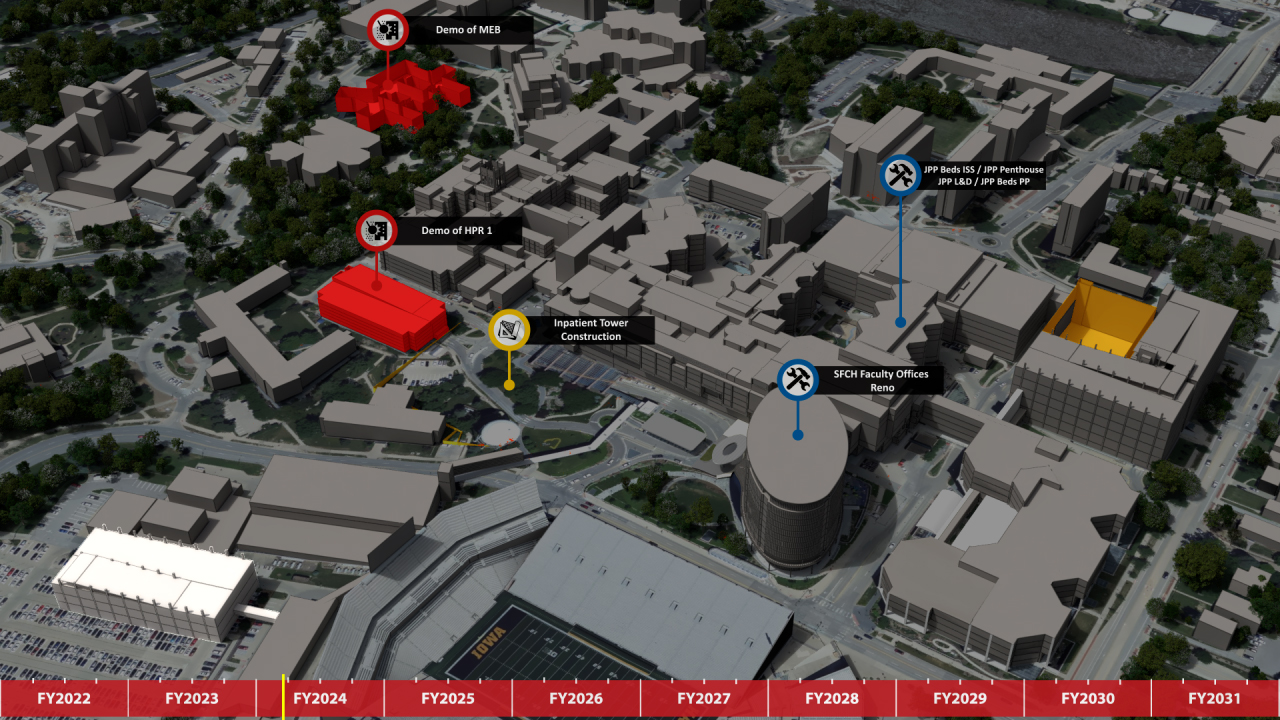 Demo of MEB
JPP Beds ISS / JPP Penthouse
JPP L&D / JPP Beds PP
Demo of HPR 1
Inpatient Tower
Construction
SFCH Faculty Offices
Reno
IOWA
FY2022
FY2023
FY2024
FY2025
FY2026
FY2027
FY2028
FY2029
FY2030
FY2031